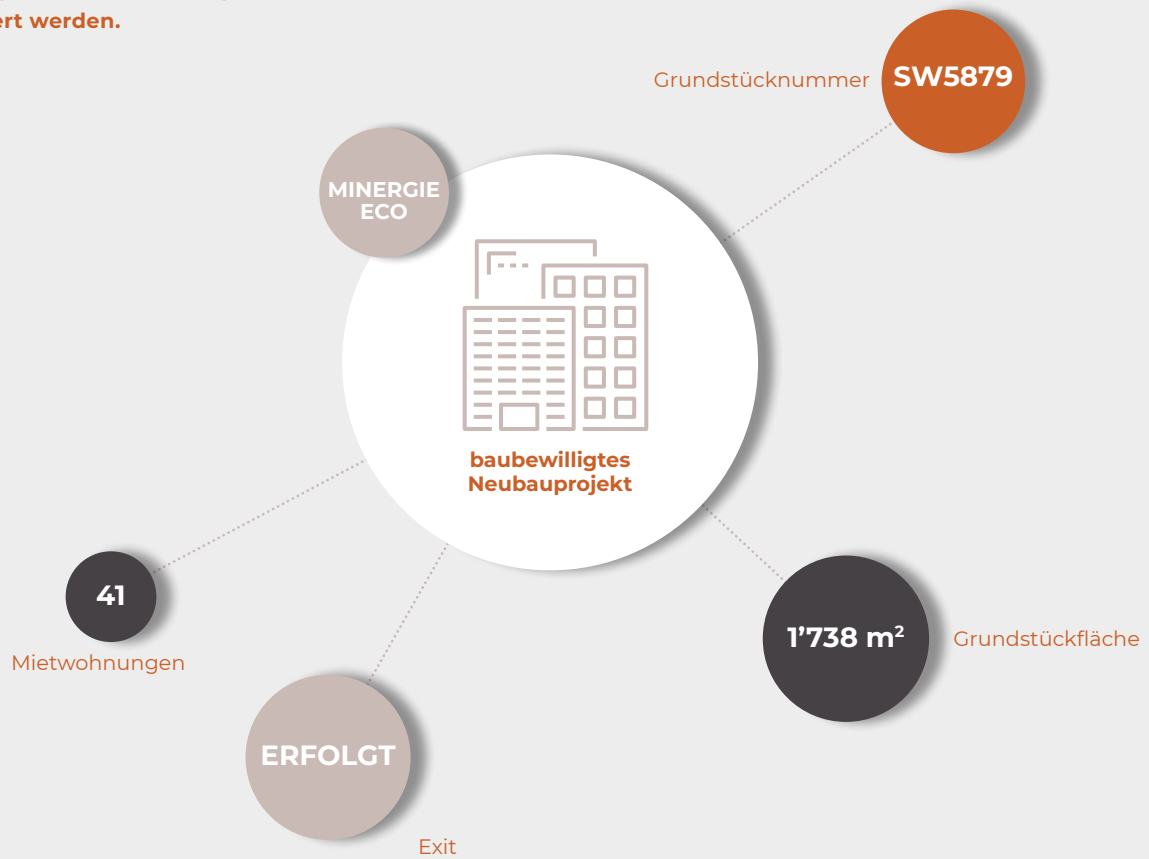 ert werden.
Grundstücknummer
SW5879
MINERGIE
ECO
baubewilligtes
Neubauprojekt
41
Mietwohnungen
1’738 m²
Grundstückfläche
ERFOLGT
Exit